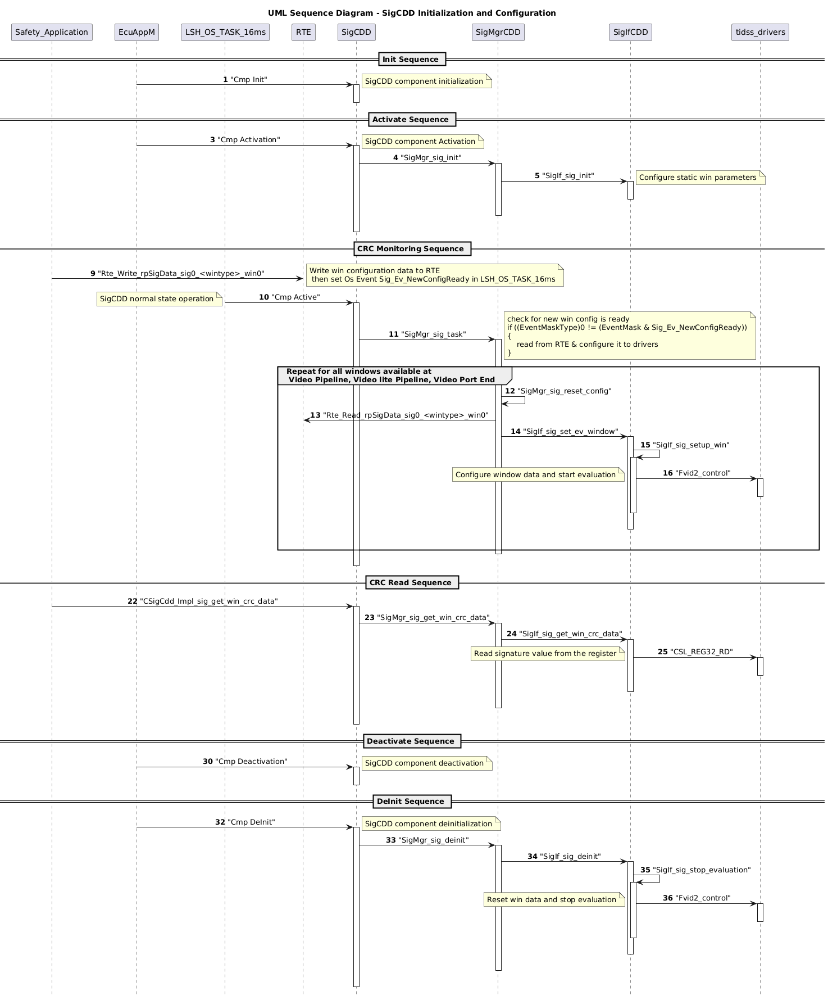 UML Sequence Diagram - SigCDD Initialization and Configuration
Safety_Application
EcuAppM
LSH_OS_TASK_16ms
RTE
SigCDD
SigMgrCDD
SigIfCDD
tidss_drivers
Init Sequence
1 "Cmp Init"
SigCDD component initialization
Activate Sequence
3 "Cmp Activation"
SigCDD component Activation
4 "SigMgr_sig_init"
5 "SigIf_sig_init"
Configure static win parameters
CRC Monitoring Sequence
9 "Rte_Write_rpSigData_sig0_<wintype>_win0"
Write win configuration data to RTE
then set Os Event Sig_Ev_NewConfigReady in LSH_OS_TASK_16ms
SigCDD normal state operation
10 "Cmp Active"
11 "SigMgr_sig_task"
check for new win config is ready
if ((EventMaskType)0 != (EventMask & Sig_Ev_NewConfigReady))
{
read from RTE & configure it to drivers
}
Repeat for all windows available at
Video Pipeline, Video lite Pipeline, Video Port End
12 "SigMgr_sig_reset_config"
13 "Rte_Read_rpSigData_sig0_<wintype>_win0"
14 "SigIf_sig_set_ev_window"
15 "SigIf_sig_setup_win"
Configure window data and start evaluation
16 "Fvid2_control"
CRC Read Sequence
22 "CSigCdd_Impl_sig_get_win_crc_data"
23 "SigMgr_sig_get_win_crc_data"
24 "SigIf_sig_get_win_crc_data"
Read signature value from the register
25 "CSL_REG32_RD"
Deactivate Sequence
30 "Cmp Deactivation"
SigCDD component deactivation
DeInit Sequence
32 "Cmp DeInit"
SigCDD component deinitialization
33 "SigMgr_sig_deinit"
34 "SigIf_sig_deinit"
35 "SigIf_sig_stop_evaluation"
Reset win data and stop evaluation
36 "Fvid2_control"